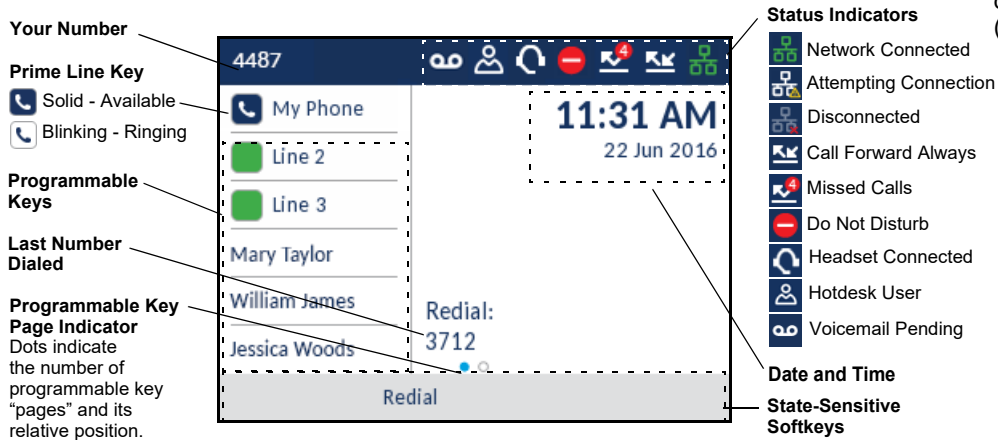 Your Number
Prime Line Key
Solid - Available
Blinking - Ringing
Programmable
Keys
Last Number
Dialed
Programmable Key
Page Indicator
Dots indicate
the number of
programmable key
“pages” and its
relative position.
4487
4
My Phone
Line 2
Line 3
Mary Taylor
William James
Jessica Woods
11:31 AM
22 Jun 2016
Redial:
3712
Redial
Status Indicators
Network Connected
Attempting Connection
Disconnected
Call Forward Always
4
Missed Calls
Do Not Disturb
Headset Connected
Hotdesk User
Voicemail Pending
Date and Time
State-Sensitive
Softkeys
(